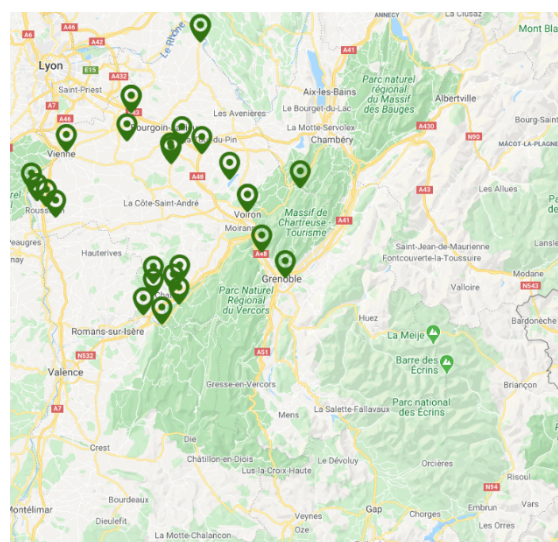 ANNECY
La Clusaz
A6
A46
A42
Le Rhône
A41
Mont Bla
Lyon
E15
A432
Saint-Priest
A43
Aix-les-Bains
Parc naturel
régional
du Massif
des Bauges
Albertville
Les Avenières
Le Bourget-du-Lac
Bourg-Sain
A7
A46
La Motte-Servolex
A430
N90
Chambéry
MÂCOT-LA-PLAGNE
Vienne
A48
A43
Les Allues
La Côte-Saint-André
Voiron
Massif de
Chartreuse -
Tourisme
A41
Peaugres
Saint-Jean-de-Maurienne
Fontcouverte-la-Toussuire
Hauterives
A48
Valloire
Modane
N543
Grenoble
Parc Naturel
Régional
du Vercors
Huez
Bardonèche
Romans-sur-Isère
La Meije
N532
A51
Barre des
Écrins
Valence
Briançon
Gresse-en-Vercors
Parc national
des Écrins
A7
Mens
La Salette-Fallavaux
Crest
Die
Châtillon-en-Diois
Le Dévoluy
Orcières
Lus-la-Croix-Haute
Risoul
N94
Bourdeaux
Montélimar
Dieulefit
Veynes
Gap
Chorges
Embrun
Vars
Oze
Les Orres
La Motte-Chalancon